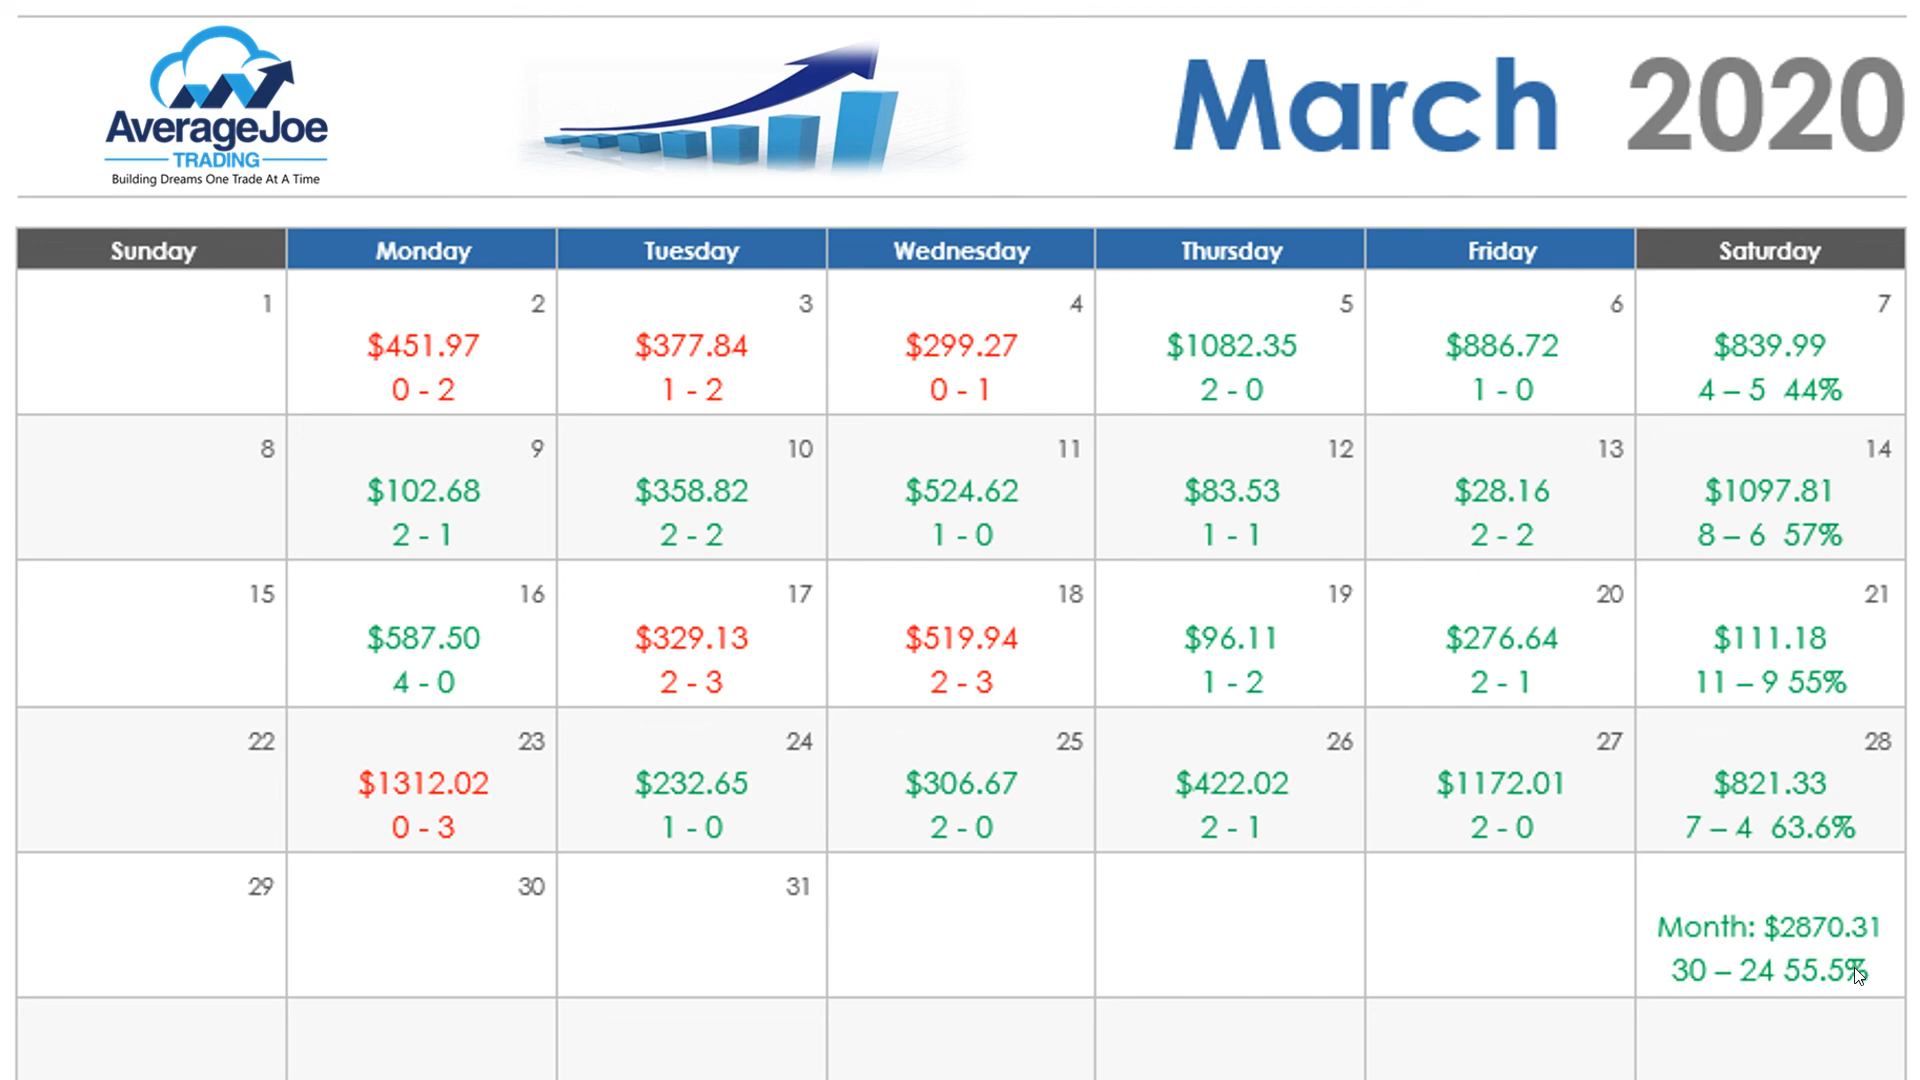 AverageJoe
TRADING
Building Dreams One Trade At A Time
March 2020
Sunday Monday Tuesday Wednesday Thursday Friday Saturday
1 2 3 4 5 6 7
$451.97 $377.84 $299.27 $1082.35 $886.72 $839.99
0 - 2 1 - 2 0 - 1 2 - 0 1 - 0 4 – 5 44%
8 9 10 11 12 13 14
$102.68 $358.82 $524.62 $83.53 $28.16 $1097.81
2 - 1 2 - 2 1 - 0 1 - 1 2 - 2 8 – 6 57%
15 16 17 18 19 20 21
$587.50 $329.13 $519.94 $96.11 $276.64 $111.18
4 - 0 2 - 3 2 - 3 1 - 2 2 - 1 11 – 9 55%
22 23 24 25 26 27 28
$1312.02 $232.65 $306.67 $422.02 $1172.01 $821.33
0 - 3 1 - 0 2 - 0 2 - 1 2 - 0 7 – 4 63.6%
29 30 31
Month: $2870.31
30 – 24 55.5%